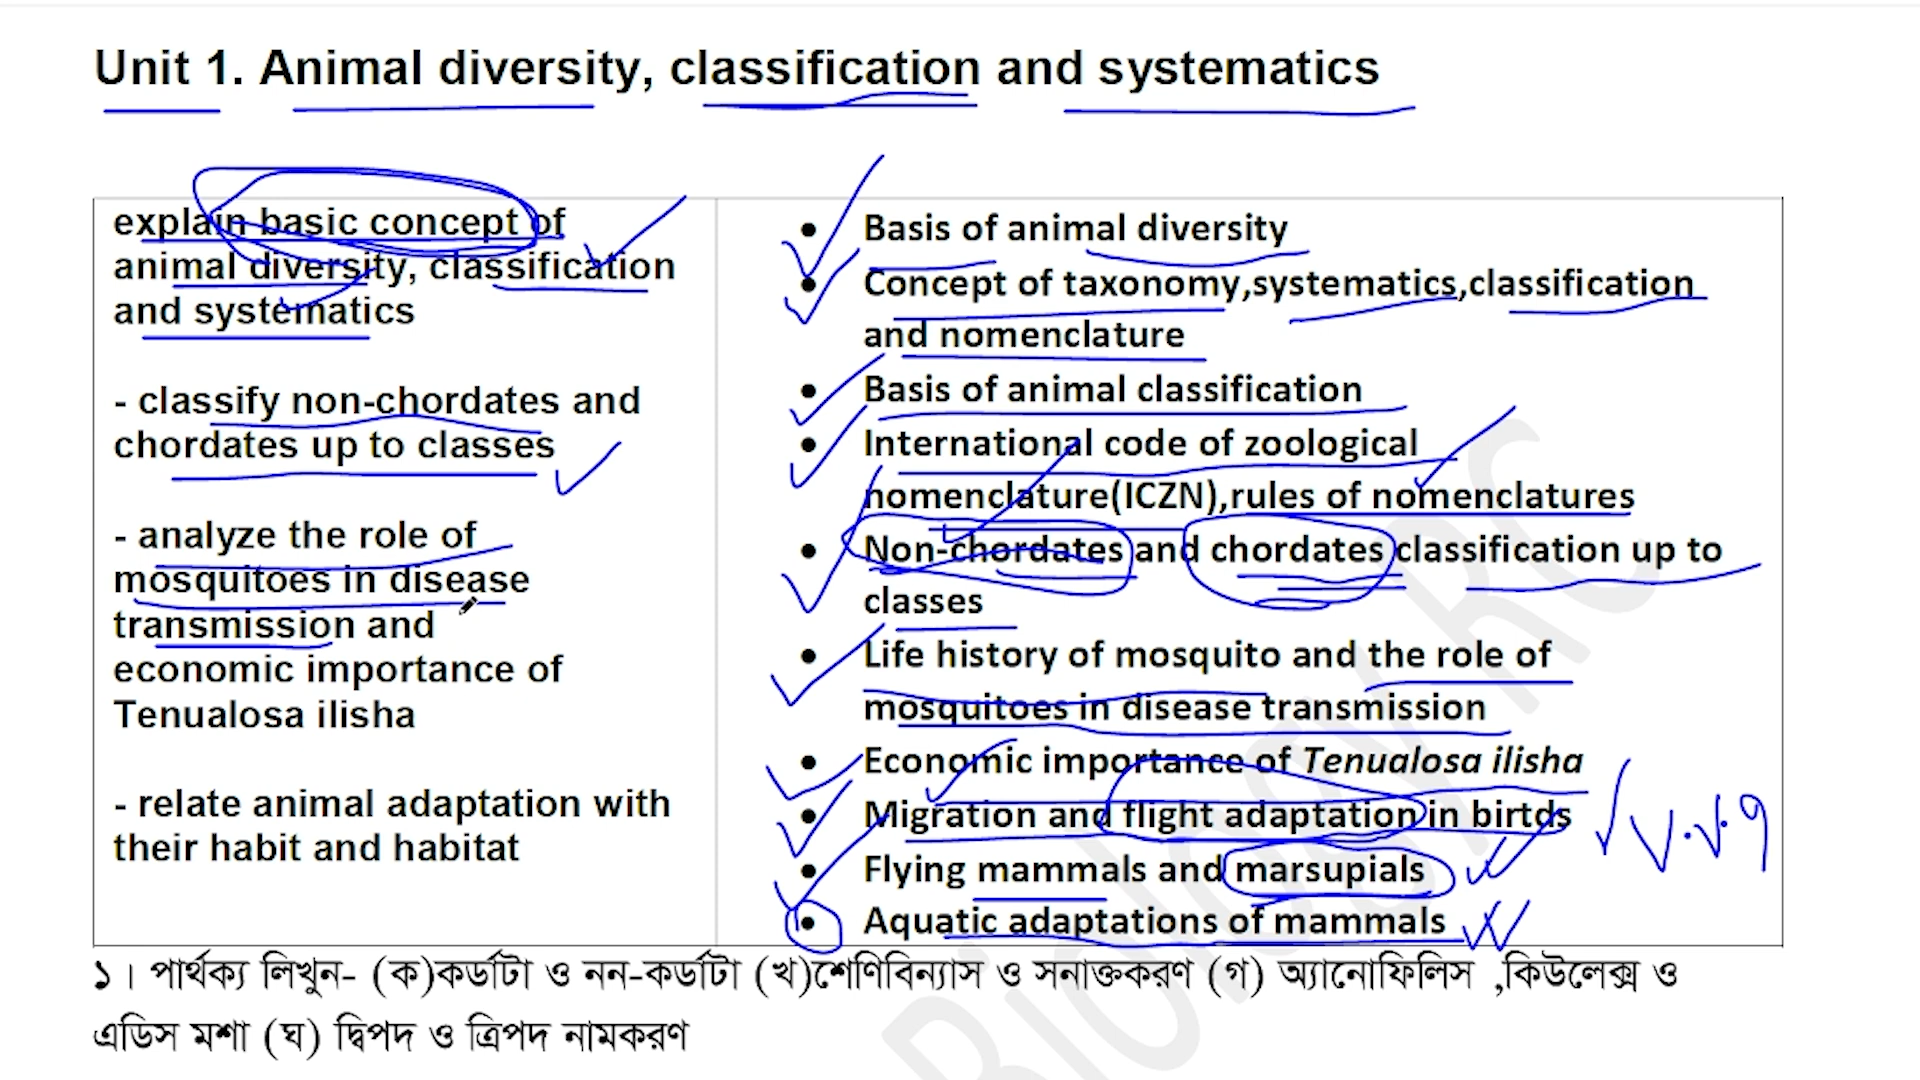 Unit 1. Animal diversity, classification and systematics
explain basic concept of
animal diversity, classification
and systematics
- classify non-chordates and
chordates up to classes
- analyze the role of
mosquitoes in disease
transmission and
economic importance of
Tenualosa ilisha
- relate animal adaptation with
their habit and habitat
• Basis of animal diversity
• Concept of taxonomy,systematics,classification
and nomenclature
• Basis of animal classification
• International code of zoological
nomenclature(ICZN),rules of nomenclatures
• Non-chordates and chordates classification up to
classes
• Life history of mosquito and the role of
mosquitoes in disease transmission
• Economic importance of Tenualosa ilisha
• Migration and flight adaptation in birtds
• Flying mammals and marsupials
• Aquatic adaptations of mammals
১। পার্থক্য লিখুন- (ক)কর্ডাটা ও নন-কর্ডাটা (খ)শেণিবিন্যাস ও সনাক্তকরণ (গ) অ্যানোফিলিস ,কিউলেক্স ও
এডিস মশা (ঘ) দ্বিপদ ও ত্রিপদ নামকরণ